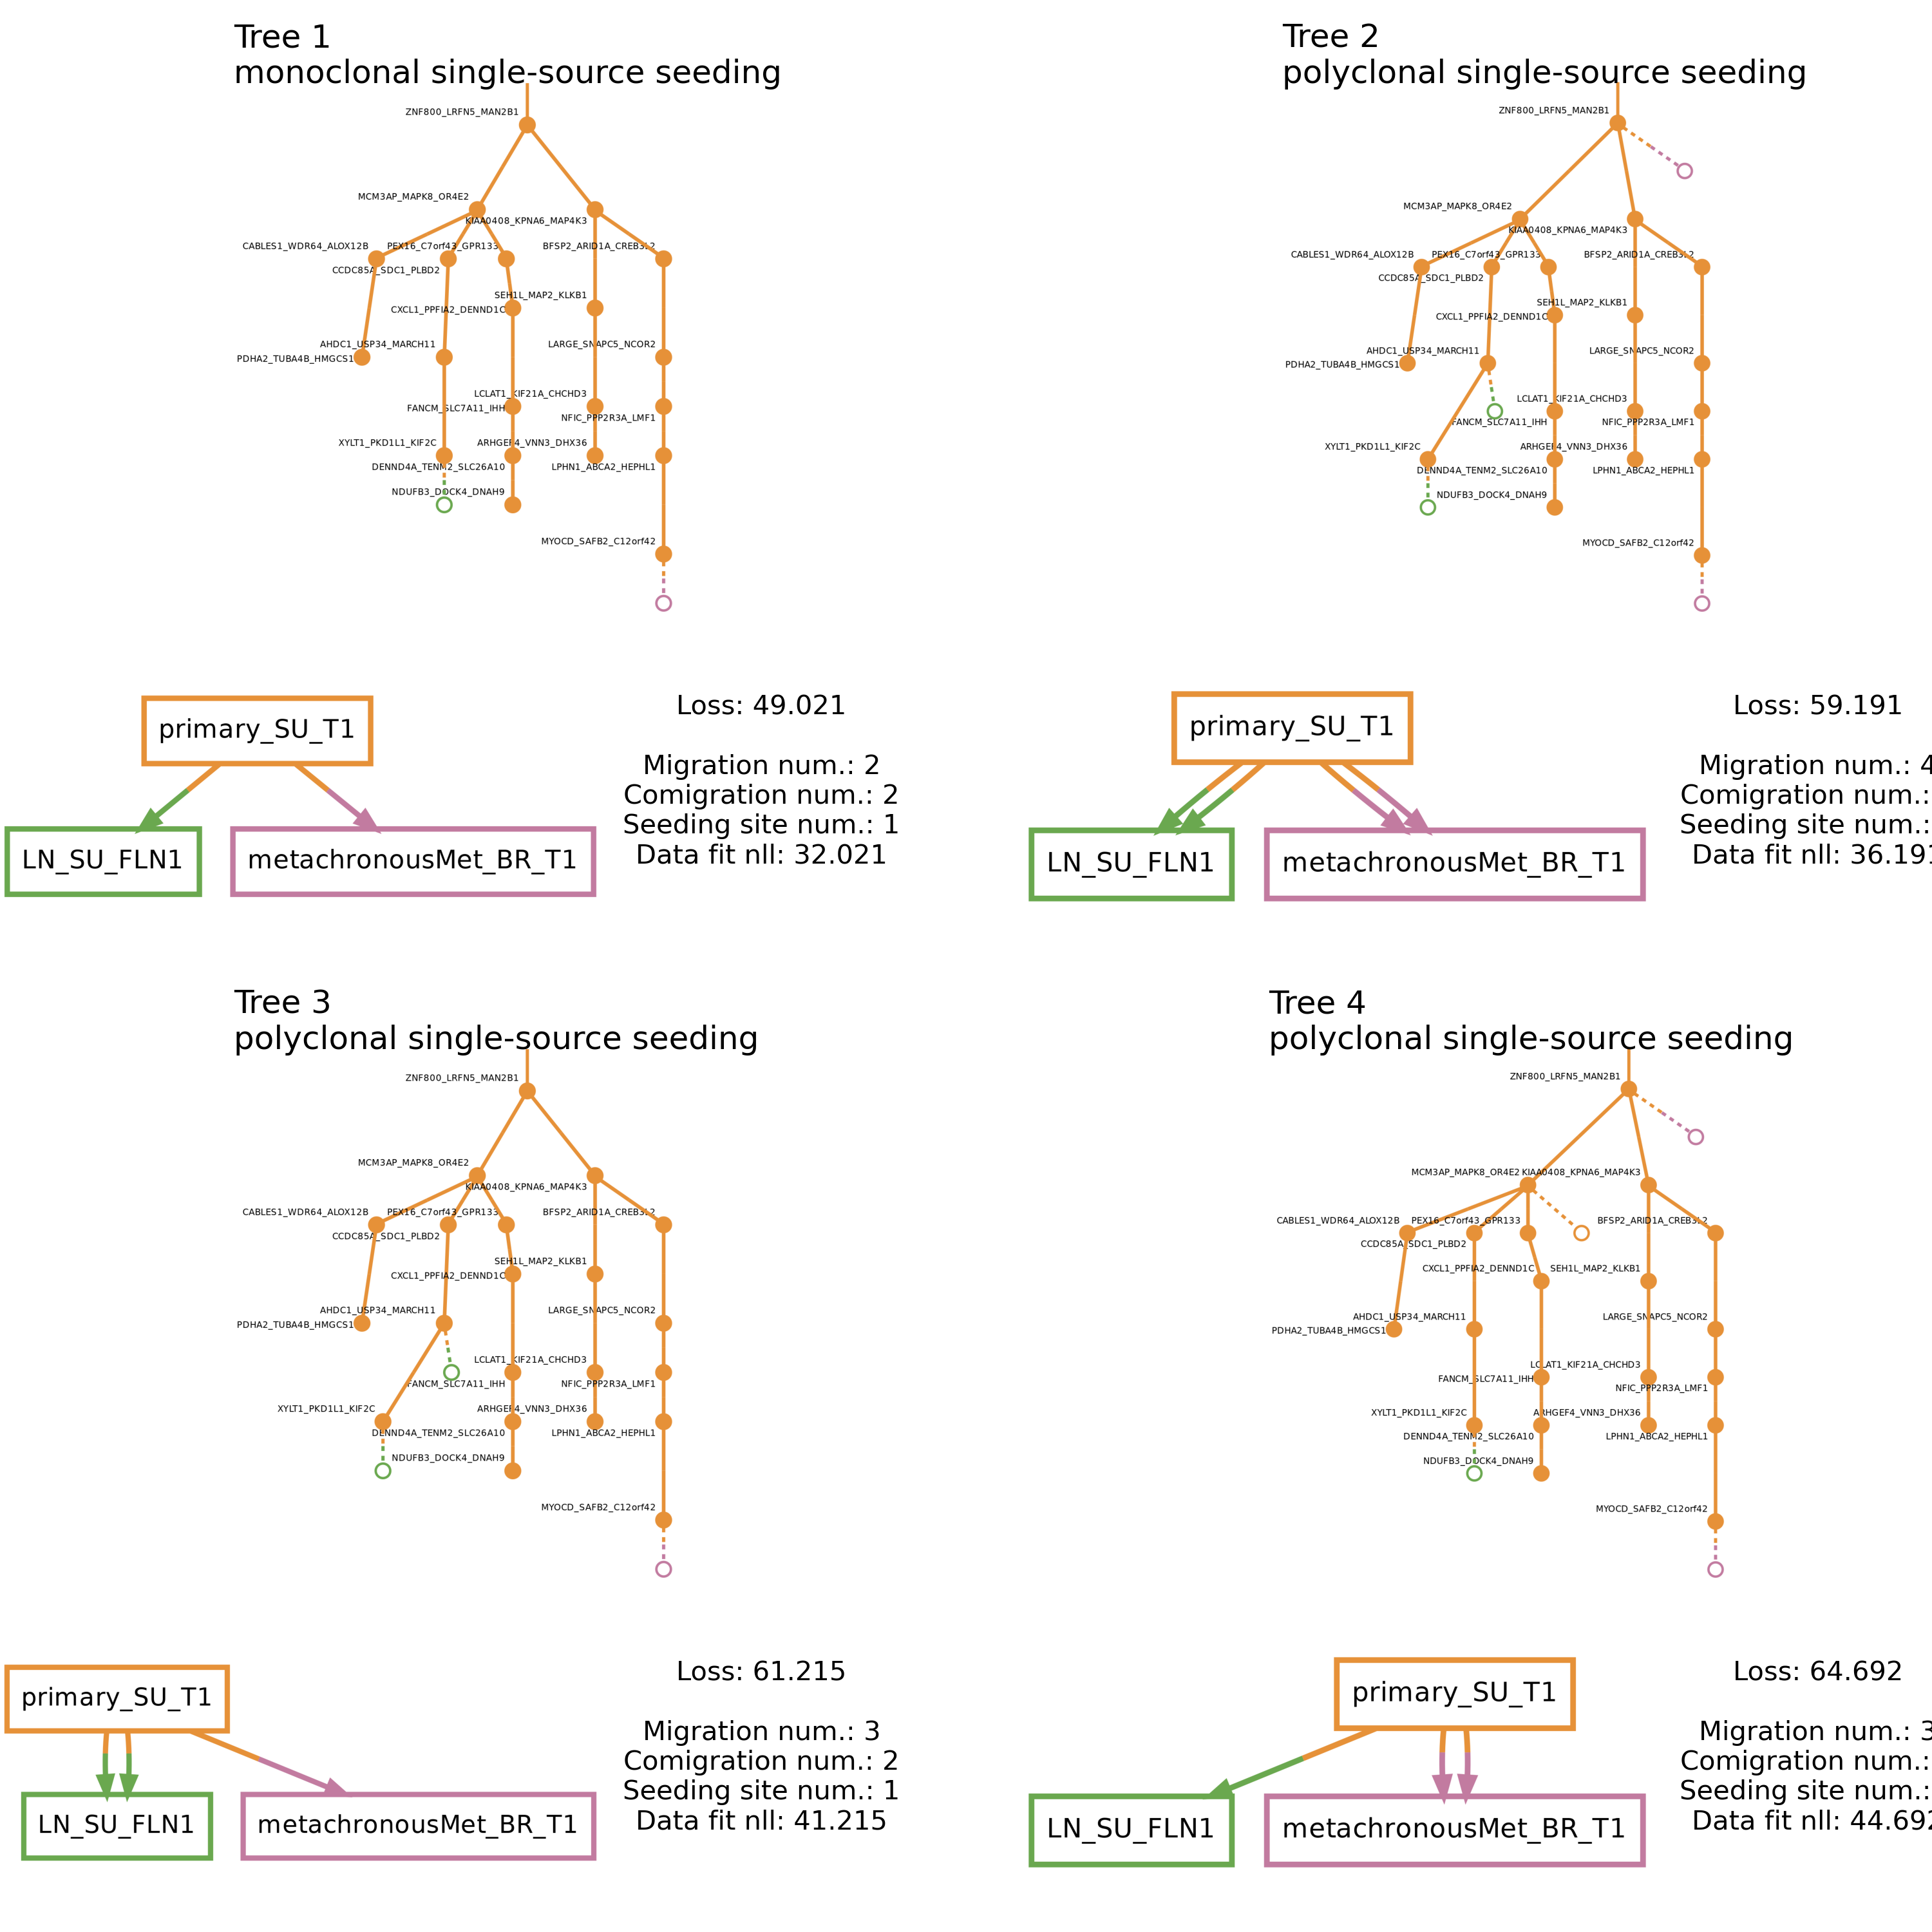 Tree 1
monoclonal single-source seeding
ZNF800_LRFN5_MAN2B1
MCM3AP_MAPK8_OR4E2
KIAA0408_KPNA6_MAP4K3
CABLES1_WDR64_ALOX12B
PEX16_C7orf43_GPR133
BFSP2_ARID1A_CREB3L2
CCDC85A_SDC1_PLBD2
SEH1L_MAP2_KLKB1
CXCL1_PPFIA2_DENND1C
AHDC1_USP34_MARCH11
LARGE_SNAPC5_NCOR2
PDHA2_TUBA4B_HMGCS1
LCLAT1_KIF21A_CHCHD3
FANCM_SLC7A11_IHH
NFIC_PPP2R3A_LMF1
XYLT1_PKD1L1_KIF2C
ARHGEF4_VNN3_DHX36
DENND4A_TENM2_SLC26A10
LPHN1_ABCA2_HEPHL1
NDUFB3_DOCK4_DNAH9
MYOCD_SAFB2_C12orf42
primary_SU_T1
LN_SU_FLN1
metachronousMet_BR_T1
Loss: 49.021
Migration num.: 2
Comigration num.: 2
Seeding site num.: 1
Data fit nll: 32.021
Tree 2
polyclonal single-source seeding
ZNF800_LRFN5_MAN2B1
MCM3AP_MAPK8_OR4E2
KIAA0408_KPNA6_MAP4K3
CABLES1_WDR64_ALOX12B
PEX16_C7orf43_GPR133
BFSP2_ARID1A_CREB3L2
CCDC85A_SDC1_PLBD2
SEH1L_MAP2_KLKB1
CXCL1_PPFIA2_DENND1C
AHDC1_USP34_MARCH11
LARGE_SNAPC5_NCOR2
PDHA2_TUBA4B_HMGCS1
LCLAT1_KIF21A_CHCHD3
FANCM_SLC7A11_IHH
NFIC_PPP2R3A_LMF1
XYLT1_PKD1L1_KIF2C
ARHGEF4_VNN3_DHX36
DENND4A_TENM2_SLC26A10
LPHN1_ABCA2_HEPHL1
NDUFB3_DOCK4_DNAH9
MYOCD_SAFB2_C12orf42
primary_SU_T1
LN_SU_FLN1
metachronousMet_BR_T1
Loss: 59.191
Migration num.: 4
Comigration num.:
Seeding site num.:
Data fit nll: 36.191
Tree 3
polyclonal single-source seeding
ZNF800_LRFN5_MAN2B1
MCM3AP_MAPK8_OR4E2
KIAA0408_KPNA6_MAP4K3
CABLES1_WDR64_ALOX12B
PEX16_C7orf43_GPR133
BFSP2_ARID1A_CREB3L2
CCDC85A_SDC1_PLBD2
SEH1L_MAP2_KLKB1
CXCL1_PPFIA2_DENND1C
AHDC1_USP34_MARCH11
LARGE_SNAPC5_NCOR2
PDHA2_TUBA4B_HMGCS1
LCLAT1_KIF21A_CHCHD3
FANCM_SLC7A11_IHH
NFIC_PPP2R3A_LMF1
XYLT1_PKD1L1_KIF2C
ARHGEF4_VNN3_DHX36
DENND4A_TENM2_SLC26A10
LPHN1_ABCA2_HEPHL1
NDUFB3_DOCK4_DNAH9
MYOCD_SAFB2_C12orf42
primary_SU_T1
LN_SU_FLN1
metachronousMet_BR_T1
Loss: 61.215
Migration num.: 3
Comigration num.: 2
Seeding site num.: 1
Data fit nll: 41.215
Tree 4
polyclonal single-source seeding
ZNF800_LRFN5_MAN2B1
MCM3AP_MAPK8_OR4E2
KIAA0408_KPNA6_MAP4K3
CABLES1_WDR64_ALOX12B
PEX16_C7orf43_GPR133
BFSP2_ARID1A_CREB3L2
CCDC85A_SDC1_PLBD2
CXCL1_PPFIA2_DENND1C
SEH1L_MAP2_KLKB1
AHDC1_USP34_MARCH11
LARGE_SNAPC5_NCOR2
PDHA2_TUBA4B_HMGCS1
LCLAT1_KIF21A_CHCHD3
FANCM_SLC7A11_IHH
NFIC_PPP2R3A_LMF1
XYLT1_PKD1L1_KIF2C
ARHGEF4_VNN3_DHX36
DENND4A_TENM2_SLC26A10
LPHN1_ABCA2_HEPHL1
NDUFB3_DOCK4_DNAH9
MYOCD_SAFB2_C12orf42
primary_SU_T1
LN_SU_FLN1
metachronousMet_BR_T1
Loss: 64.692
Migration num.: 3
Comigration num.:
Seeding site num.:
Data fit nll: 44.692